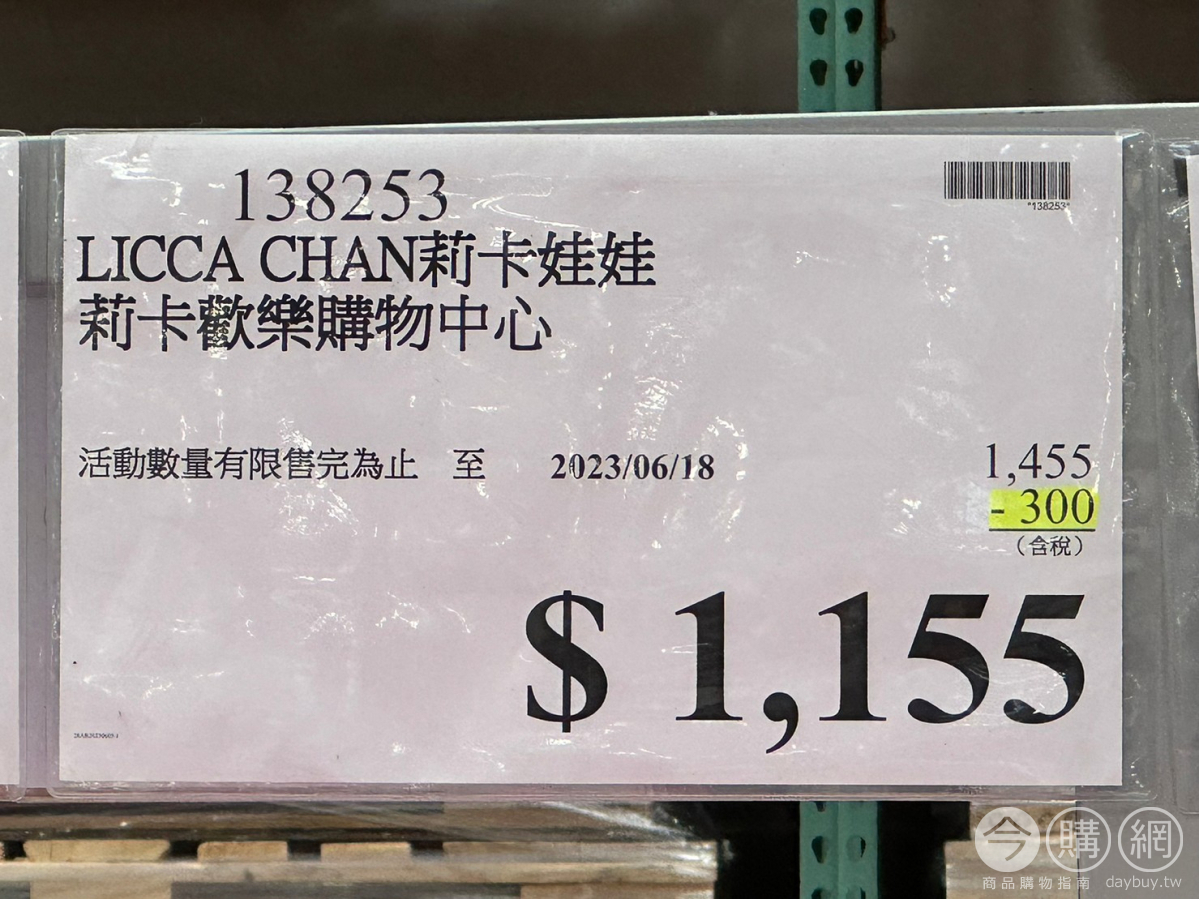 138253
"138253"
LICCA CHAN莉卡娃娃
莉卡歡樂購物中心
活動數量有限售完為止 至 2023/06/18
1,455
- 300
(含稅)
$ 1,155
今購網
商品購物指南 daybuy.tw